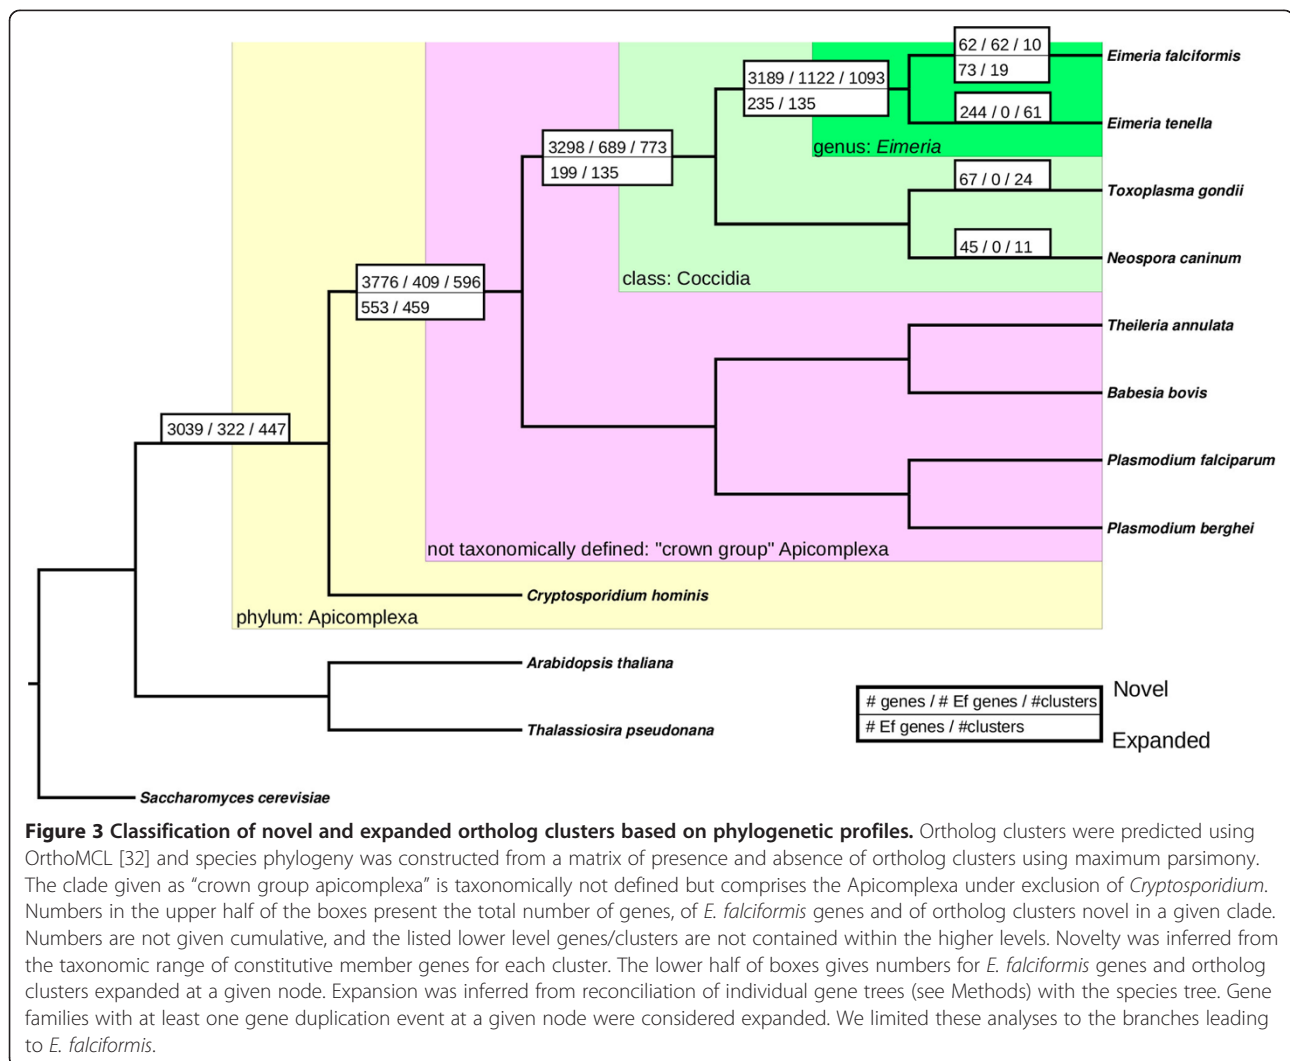 62 / 62 / 10
73 / 19
Eimeria falciformis
3189 / 1122 / 1093
235 / 135
244 / 0 / 61
Eimeria tenella
genus: Eimeria
3298 / 689 / 773
199 / 135
67 / 0 / 24
Toxoplasma gondii
45 / 0 / 11
Neospora caninum
class: Coccidia
3776 / 409 / 596
553 / 459
Theileria annulata
Babesia bovis
3039 / 322 / 447
Plasmodium falciparum
Plasmodium berghei
not taxonomically defined: "crown group" Apicomplexa
Cryptosporidium hominis
phylum: Apicomplexa
Arabidopsis thaliana
Thalassiosira pseudonana
Saccharomyces cerevisiae
# genes / # Ef genes / #clusters
Novel
# Ef genes / #clusters
Expanded
Figure 3 Classification of novel and expanded ortholog clusters based on phylogenetic profiles. Ortholog clusters were predicted using
OrthoMCL [32] and species phylogeny was constructed from a matrix of presence and absence of ortholog clusters using maximum parsimony.
The clade given as “crown group apicomplexa” is taxonomically not defined but comprises the Apicomplexa under exclusion of Cryptosporidium.
Numbers in the upper half of the boxes present the total number of genes, of E. falciformis genes and of ortholog clusters novel in a given clade.
Numbers are not given cumulative, and the listed lower level genes/clusters are not contained within the higher levels. Novelty was inferred from
the taxonomic range of constitutive member genes for each cluster. The lower half of boxes gives numbers for E. falciformis genes and ortholog
clusters expanded at a given node. Expansion was inferred from reconciliation of individual gene trees (see Methods) with the species tree. Gene
families with at least one gene duplication event at a given node were considered expanded. We limited these analyses to the branches leading
to E. falciformis.